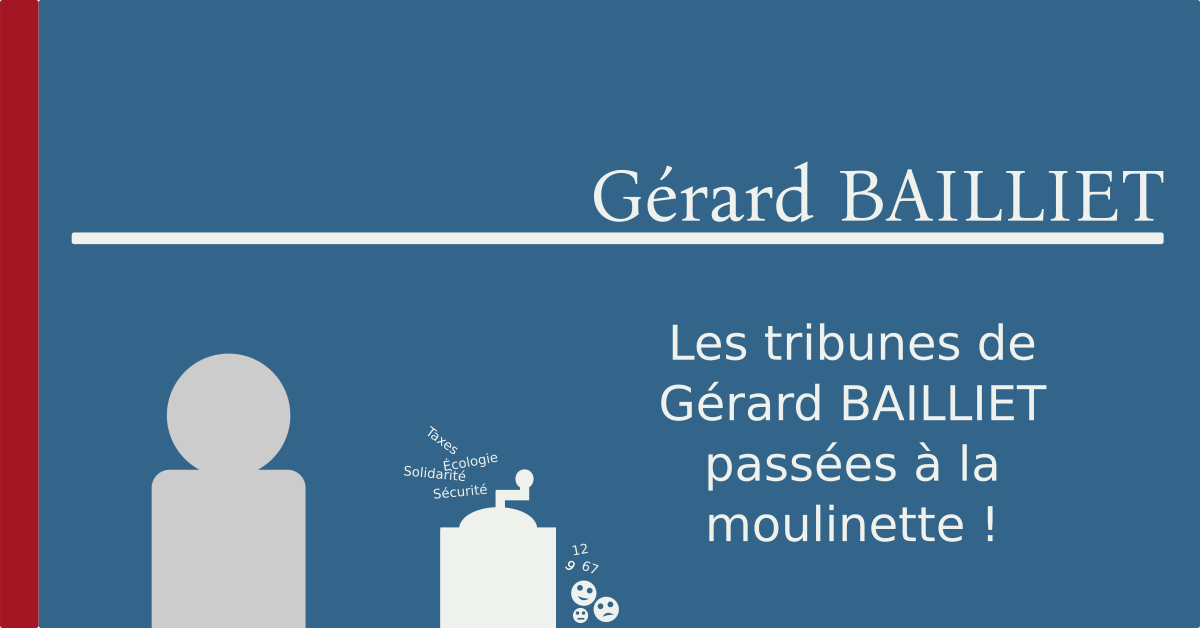 Gérard BAILLIET
Les tribunes de
Gérard BAILLIET
passées à la
moulinette !
Taxes
Écologie
Solidarité
Sécurité
12
9 67